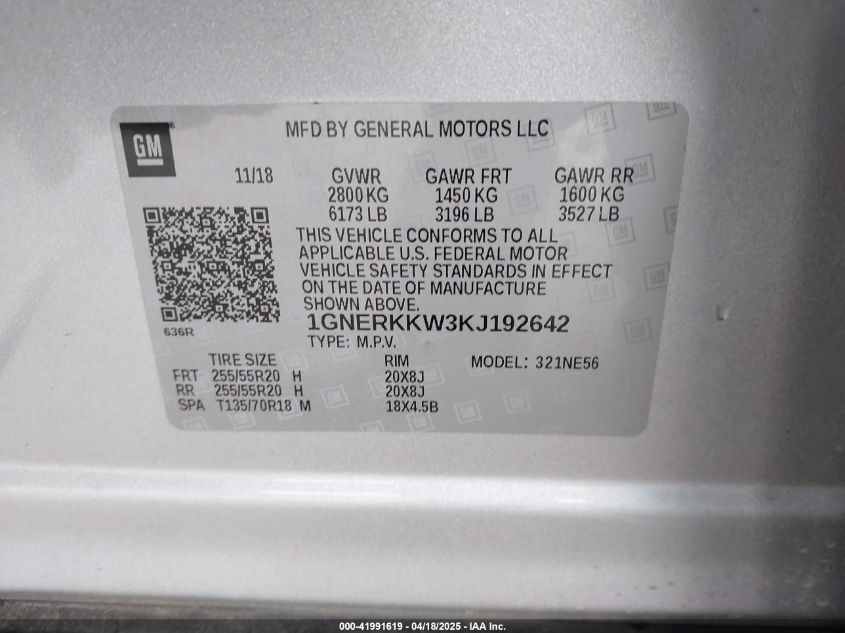 GM
MFD BY GENERAL MOTORS LLC
11/18 GVWR GAWR FRT GAWR RR
2800 KG 1450 KG 1600 KG
6173 LB 3196 LB 3527 LB
THIS VEHICLE CONFORMS TO ALL
APPLICABLE U.S. FEDERAL MOTOR
VEHICLE SAFETY STANDARDS IN EFFECT
ON THE DATE OF MANUFACTURE
SHOWN ABOVE.
636R
1GNERKKW3KJ192642
TYPE: M.P.V.
TIRE SIZE RIM MODEL: 321NE56
FRT 255/55R20 H 20X8J
RR 255/55R20 H 20X8J
SPA T135/70R18 M 18X4.5B
000-41991619 - 04/18/2025 - IAA Inc.